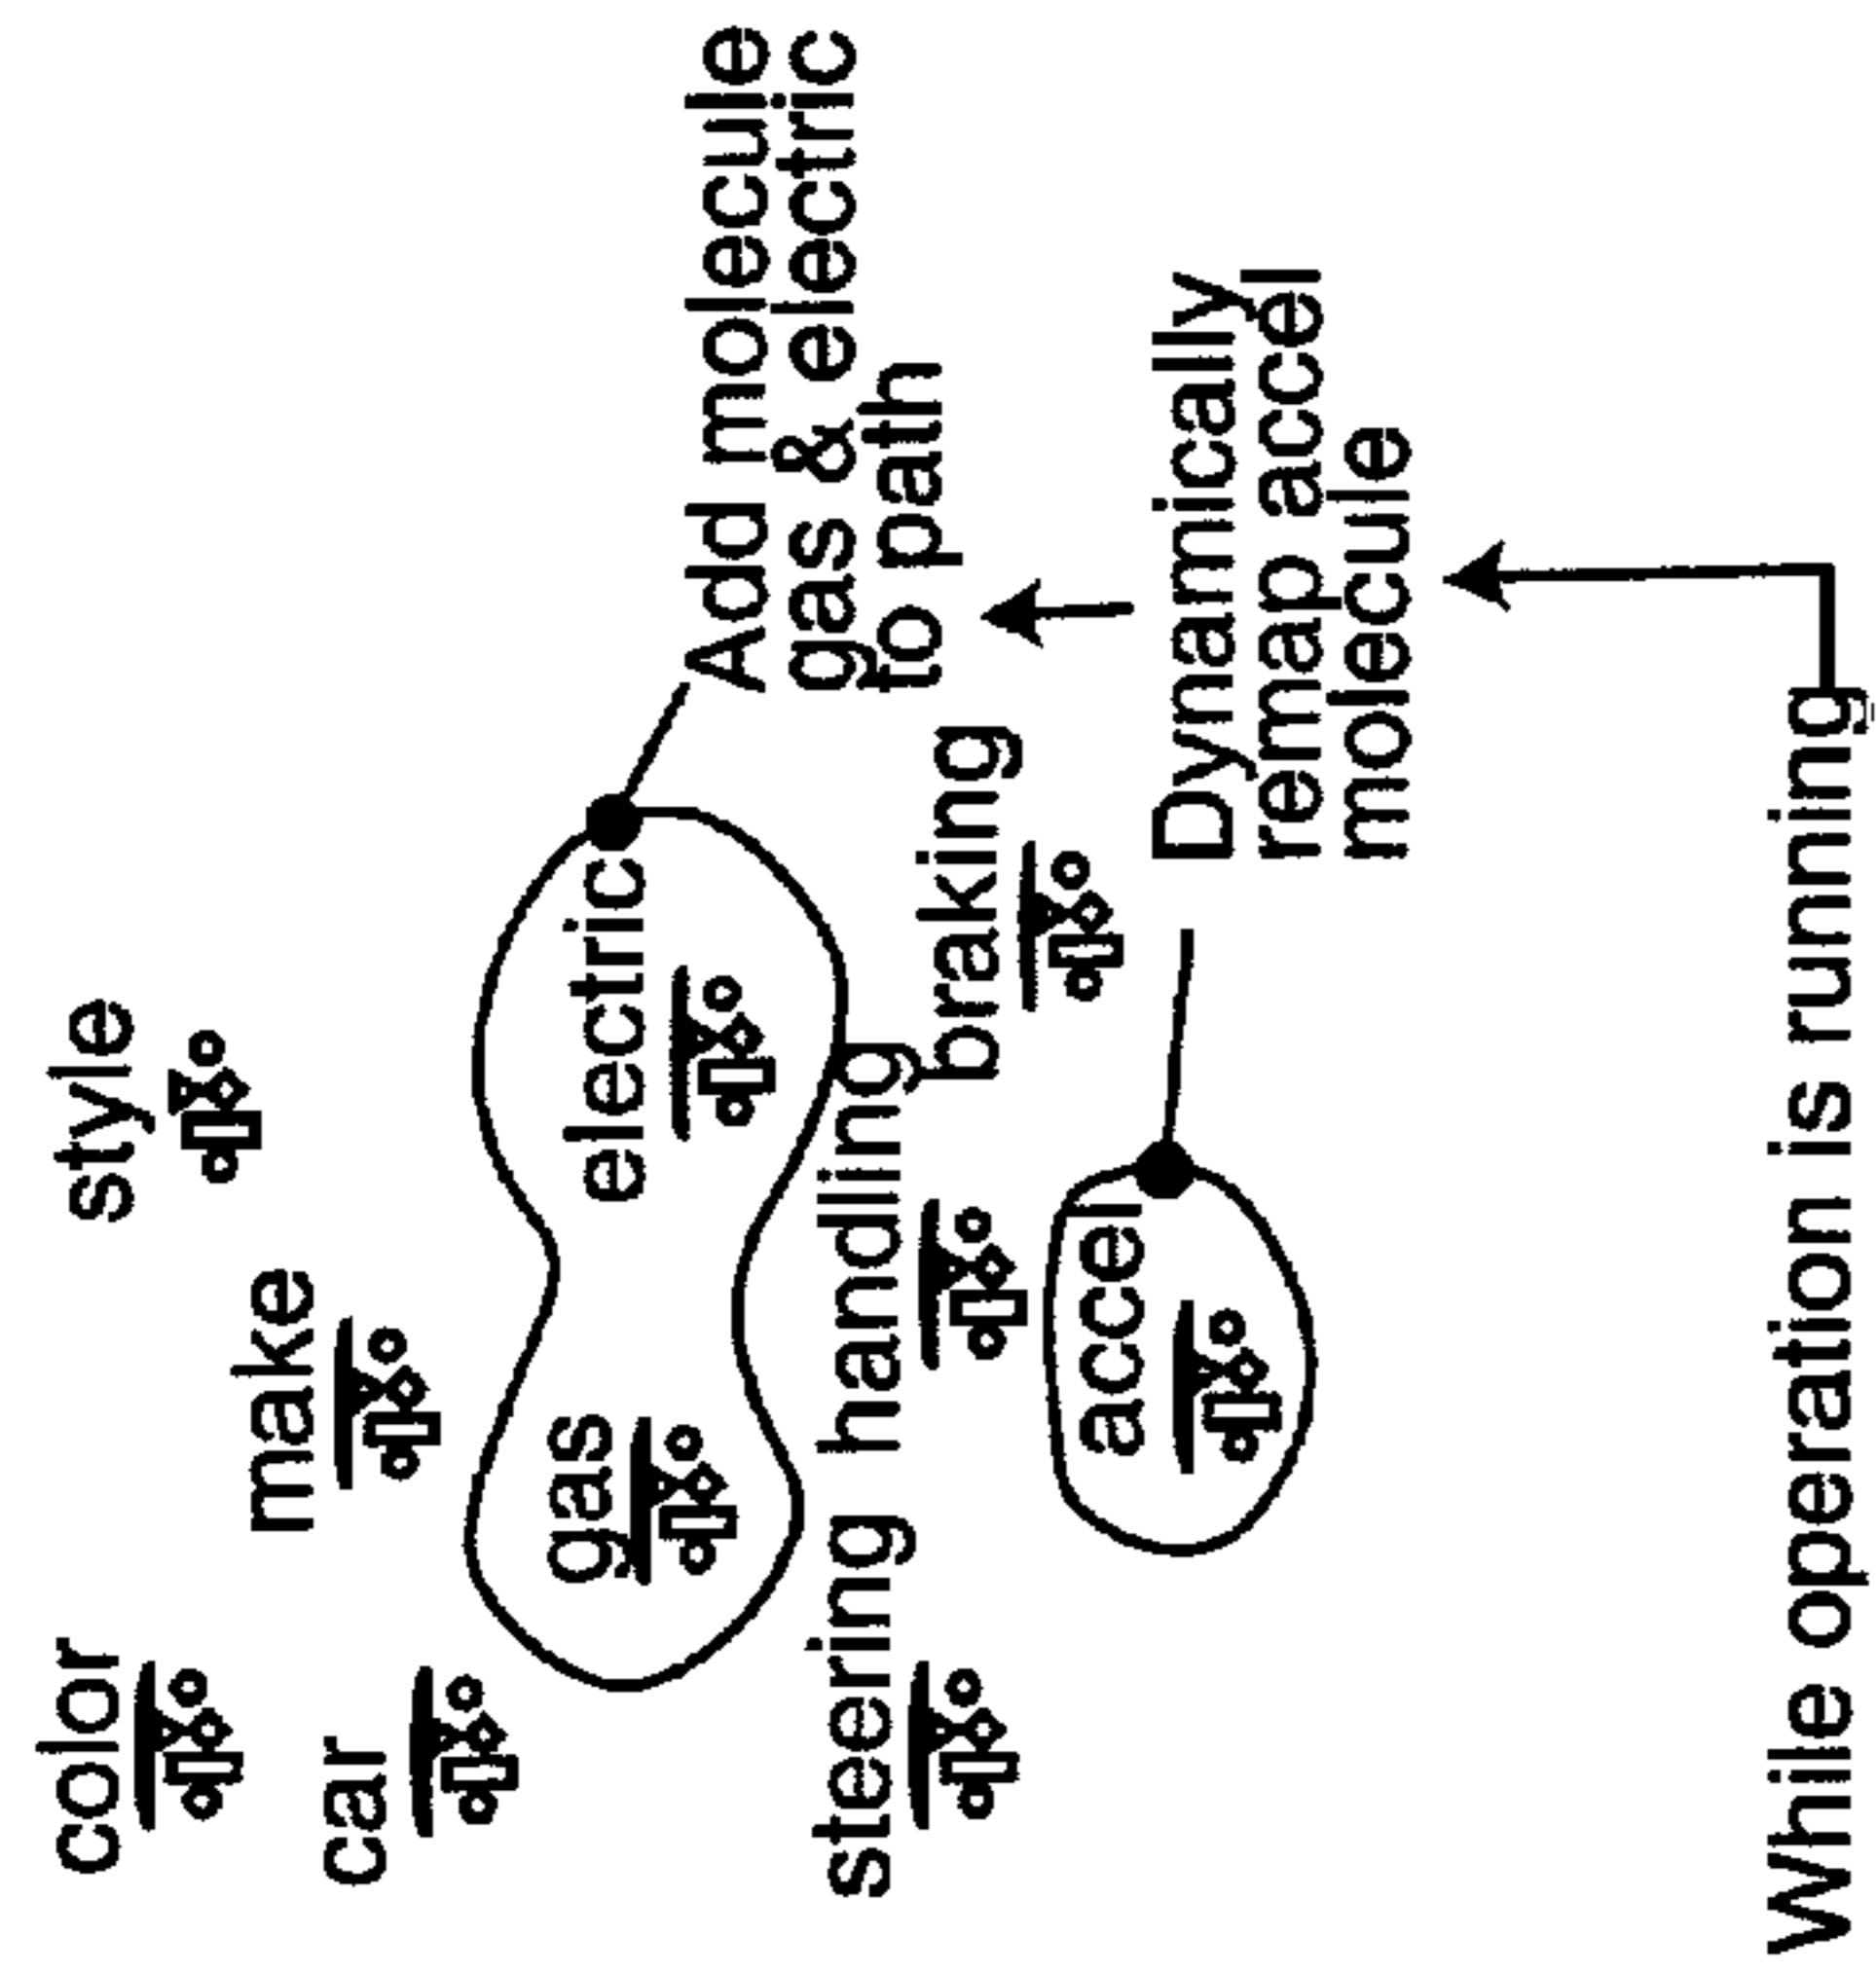 color
style
make
car
electric
gas
Add molecule
gas & electric
to path
steering
handling
braking
accel
Dynamically
remap accel
molecule
While operation is running